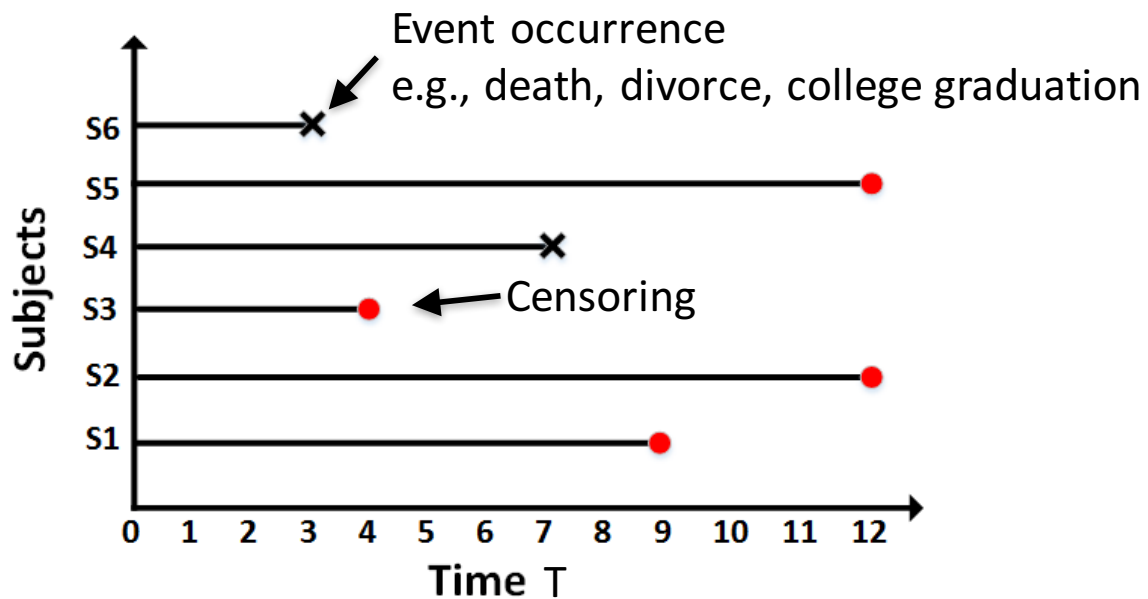 Event occurrence
e.g., death, divorce, college graduation
S6
S5
S4
S3
Censoring
S2
S1
Subjects
0 1 2 3 4 5 6 7 8 9 10 11 12
Time T